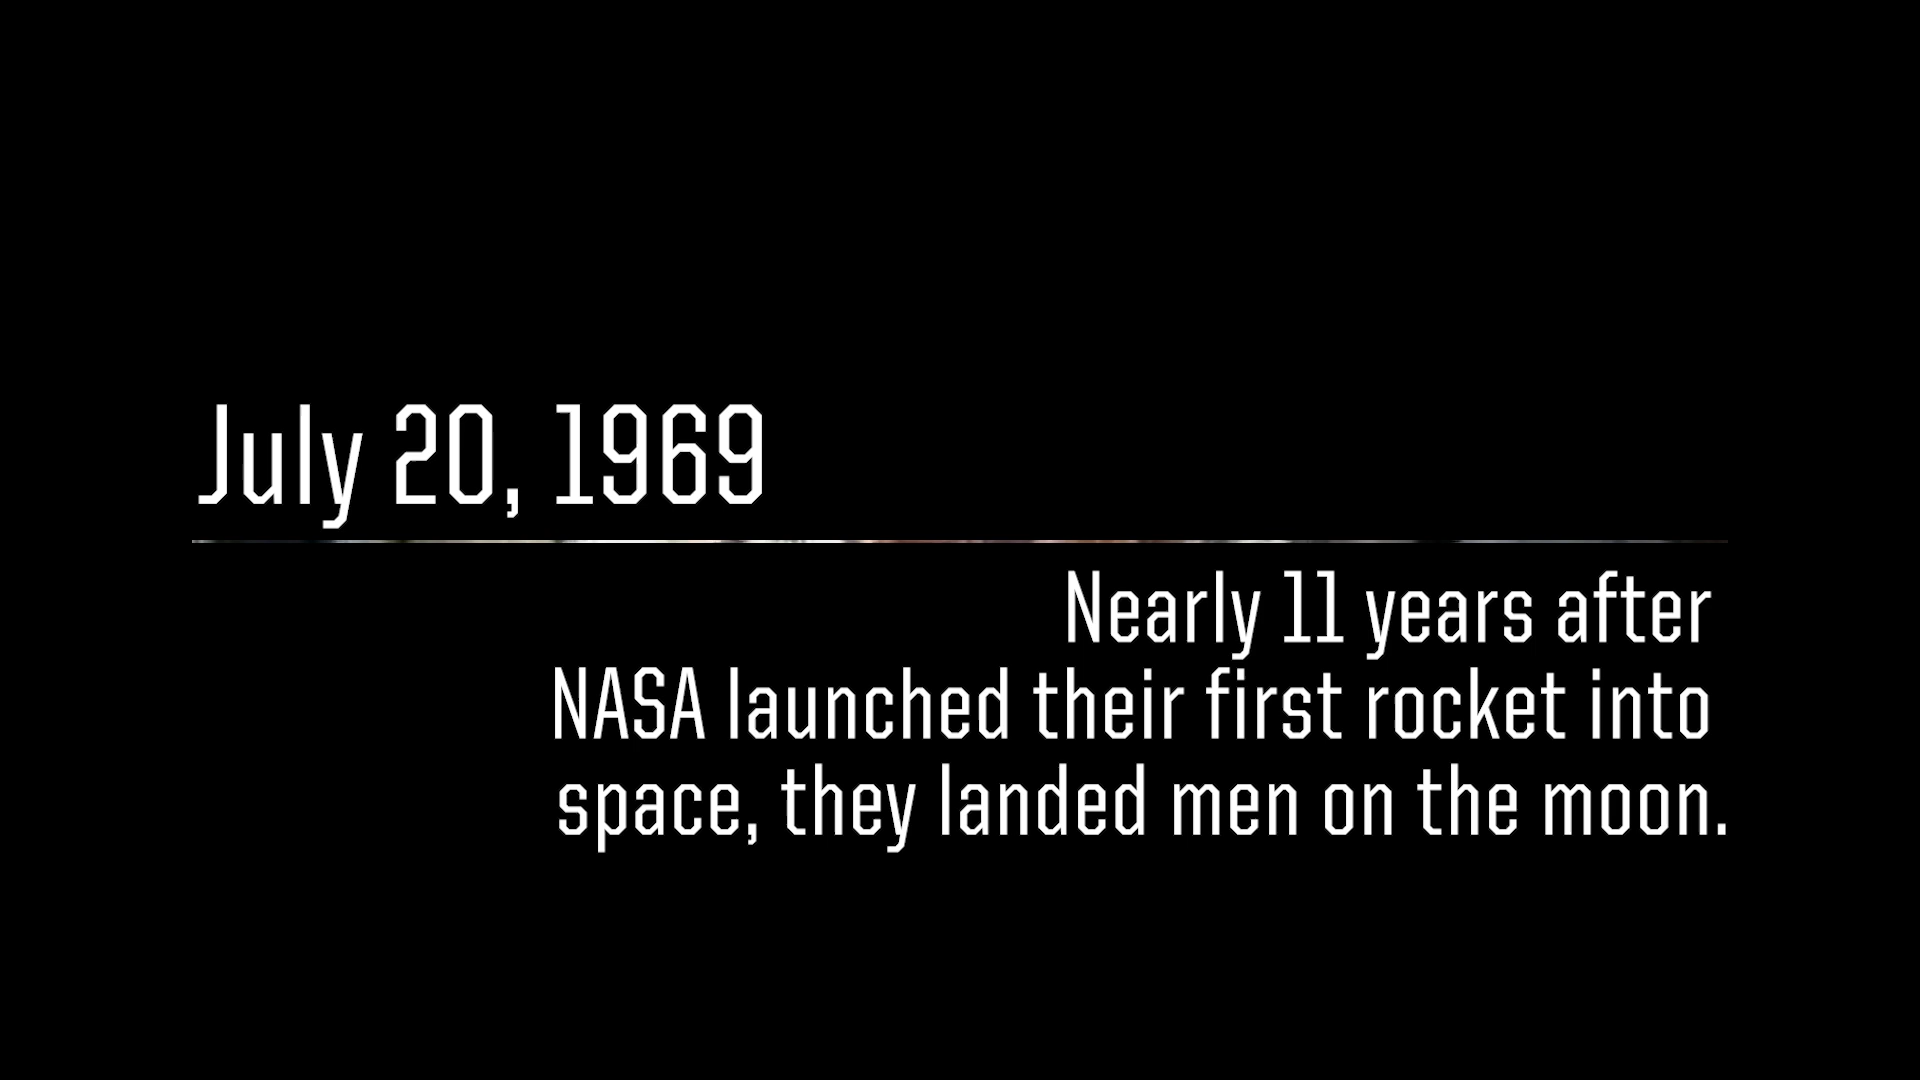 July 20, 1969
Nearly 11 years after
NASA launched their first rocket into
space, they landed men on the moon.